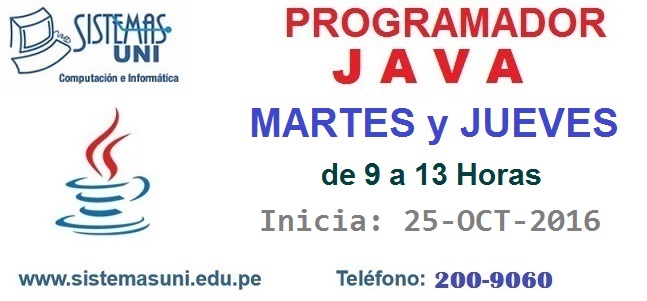 SISTEMAS
UNI
Computación e Informática
PROGRAMADOR
JAVA
MARTES y JUEVES
de 9 a 13 Horas
Inicia: 25-OCT-2016
www.sistemasuni.edu.pe
Teléfono: 200-9060